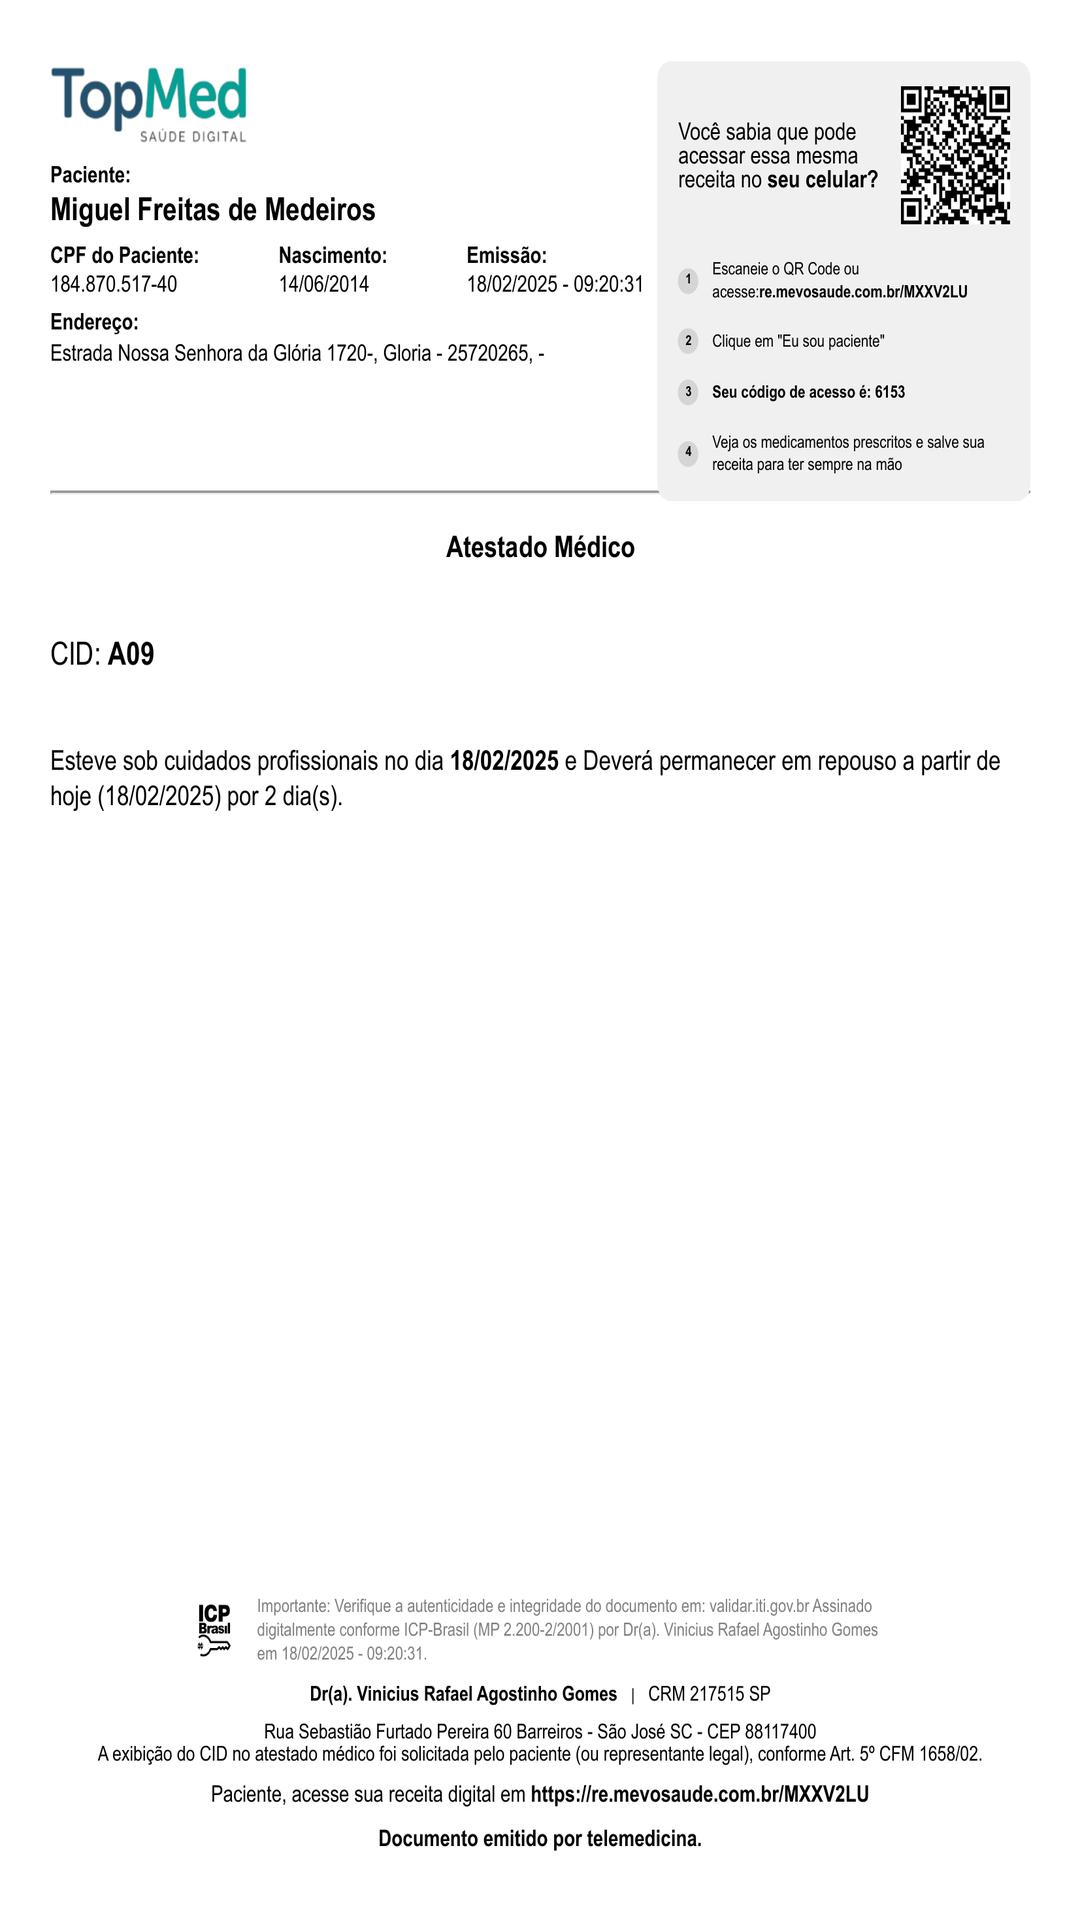 TopMed
SAÚDE DIGITAL
Paciente:
Miguel Freitas de Medeiros
CPF do Paciente: Nascimento: Emissão:
184.870.517-40 14/06/2014 18/02/2025 - 09:20:31
Endereço:
Estrada Nossa Senhora da Glória 1720-, Gloria - 25720265, -
Você sabia que pode
acessar essa mesma
receita no seu celular?
1 Escaneie o QR Code ou
acesse:re.mevosaude.com.br/MXXV2LU
2 Clique em "Eu sou paciente"
3 Seu código de acesso é: 6153
4 Veja os medicamentos prescritos e salve sua
receita para ter sempre na mão
Atestado Médico
CID: A09
Esteve sob cuidados profissionais no dia 18/02/2025 e Deverá permanecer em repouso a partir de
hoje (18/02/2025) por 2 dia(s).
ICP
Brasil
Importante: Verifique a autenticidade e integridade do documento em: validar.iti.gov.br Assinado
digitalmente conforme ICP-Brasil (MP 2.200-2/2001) por Dr(a). Vinicius Rafael Agostinho Gomes
em 18/02/2025 - 09:20:31.
Dr(a). Vinicius Rafael Agostinho Gomes | CRM 217515 SP
Rua Sebastião Furtado Pereira 60 Barreiros - São José SC - CEP 88117400
A exibição do CID no atestado médico foi solicitada pelo paciente (ou representante legal), conforme Art. 5º CFM 1658/02.
Paciente, acesse sua receita digital em https://re.mevosaude.com.br/MXXV2LU
Documento emitido por telemedicina.